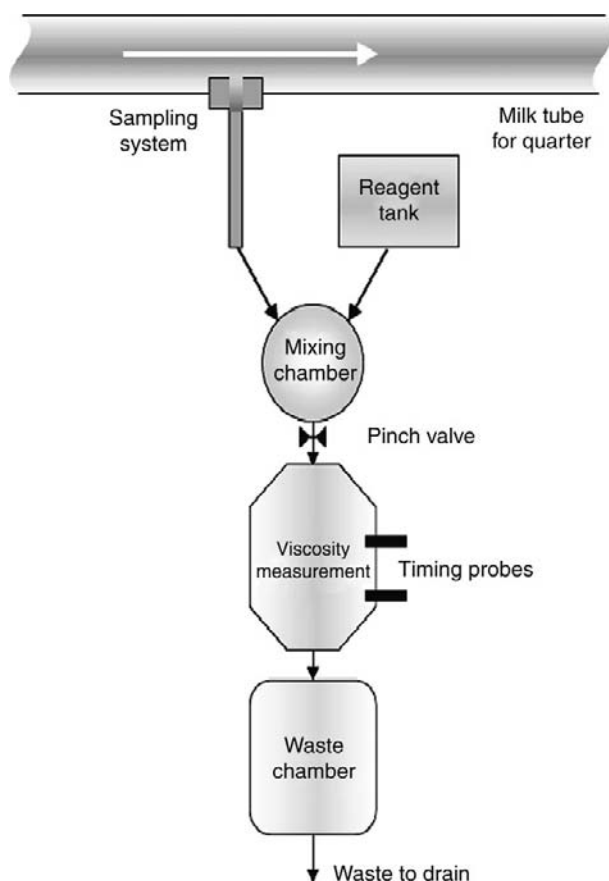 Sampling
system
Milk tube
for quarter
Reagent
tank
Mixing
chamber
Pinch valve
Viscosity
measurement
Timing probes
Waste
chamber
Waste to drain